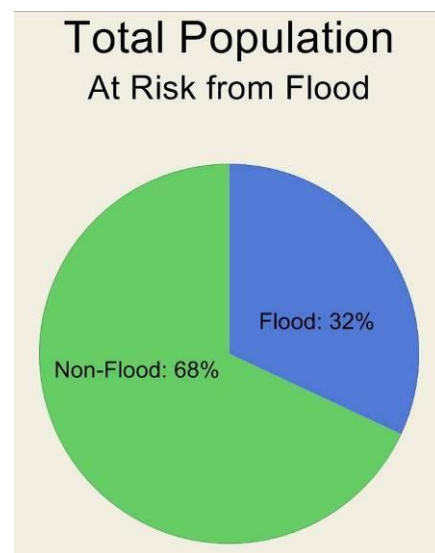 Total Population
At Risk from Flood
Flood: 32%
Non-Flood: 68%